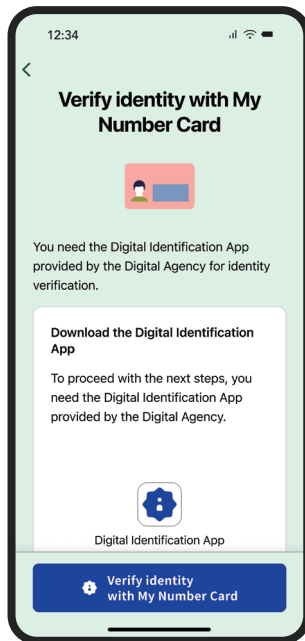 12:34
Verify identity with My
Number Card
You need the Digital Identification App
provided by the Digital Agency for identity
verification.
Download the Digital Identification
App
To proceed with the next steps, you
need the Digital Identification App
provided by the Digital Agency.
Digital Identification App
Verify identity
with My Number Card